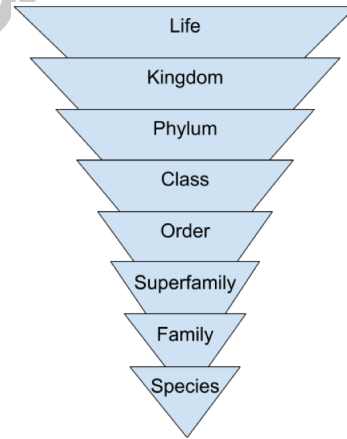 Life
Kingdom
Phylum
Class
Order
Superfamily
Family
Species